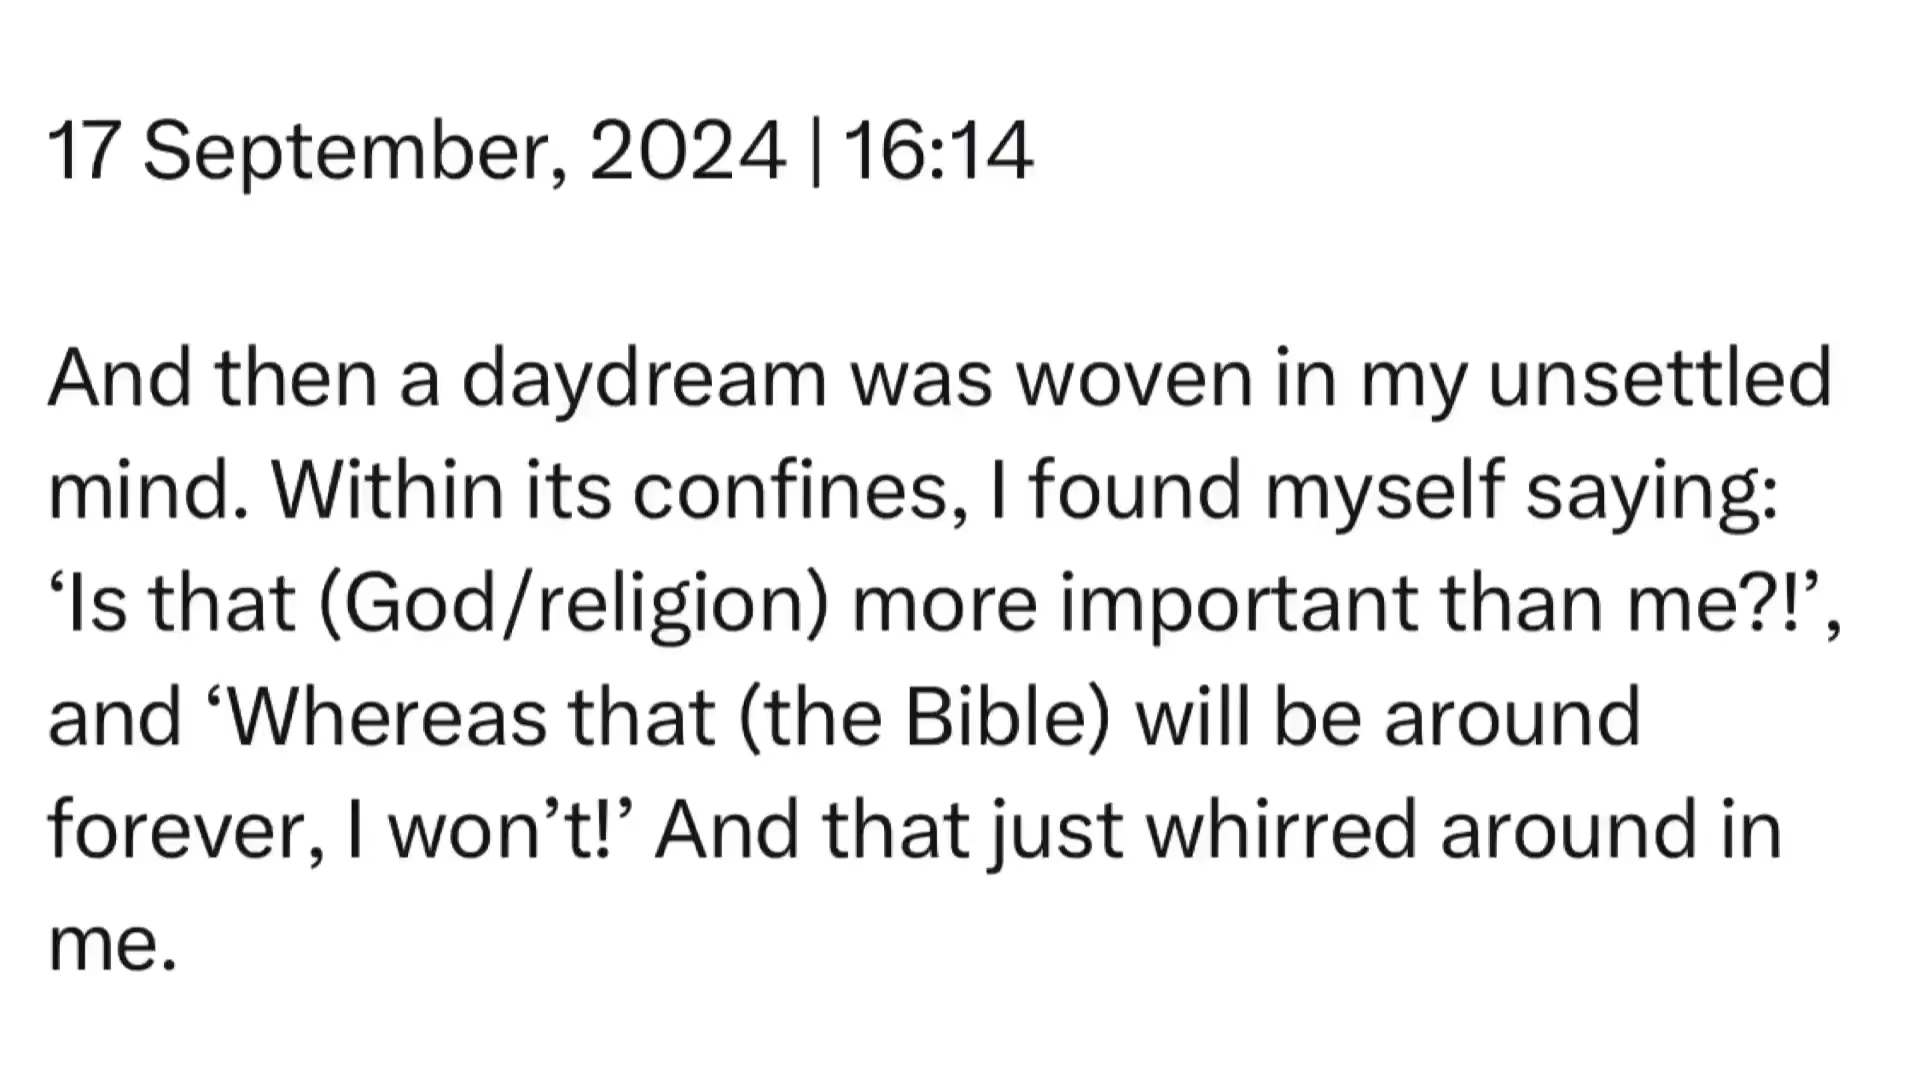 17 September, 2024 | 16:14
And then a daydream was woven in my unsettled
mind. Within its confines, I found myself saying:
‘Is that (God/religion) more important than me?!’,
and ‘Whereas that (the Bible) will be around
forever, I won’t!’ And that just whirred around in
me.